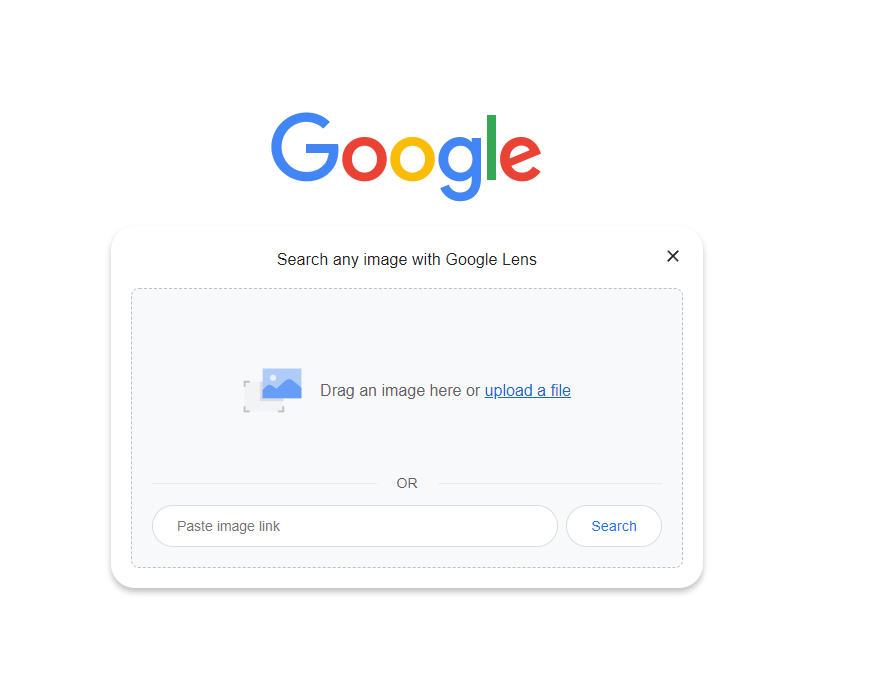 Google
Search any image with Google Lens
Drag an image here or upload a file
OR
Paste image link
Search